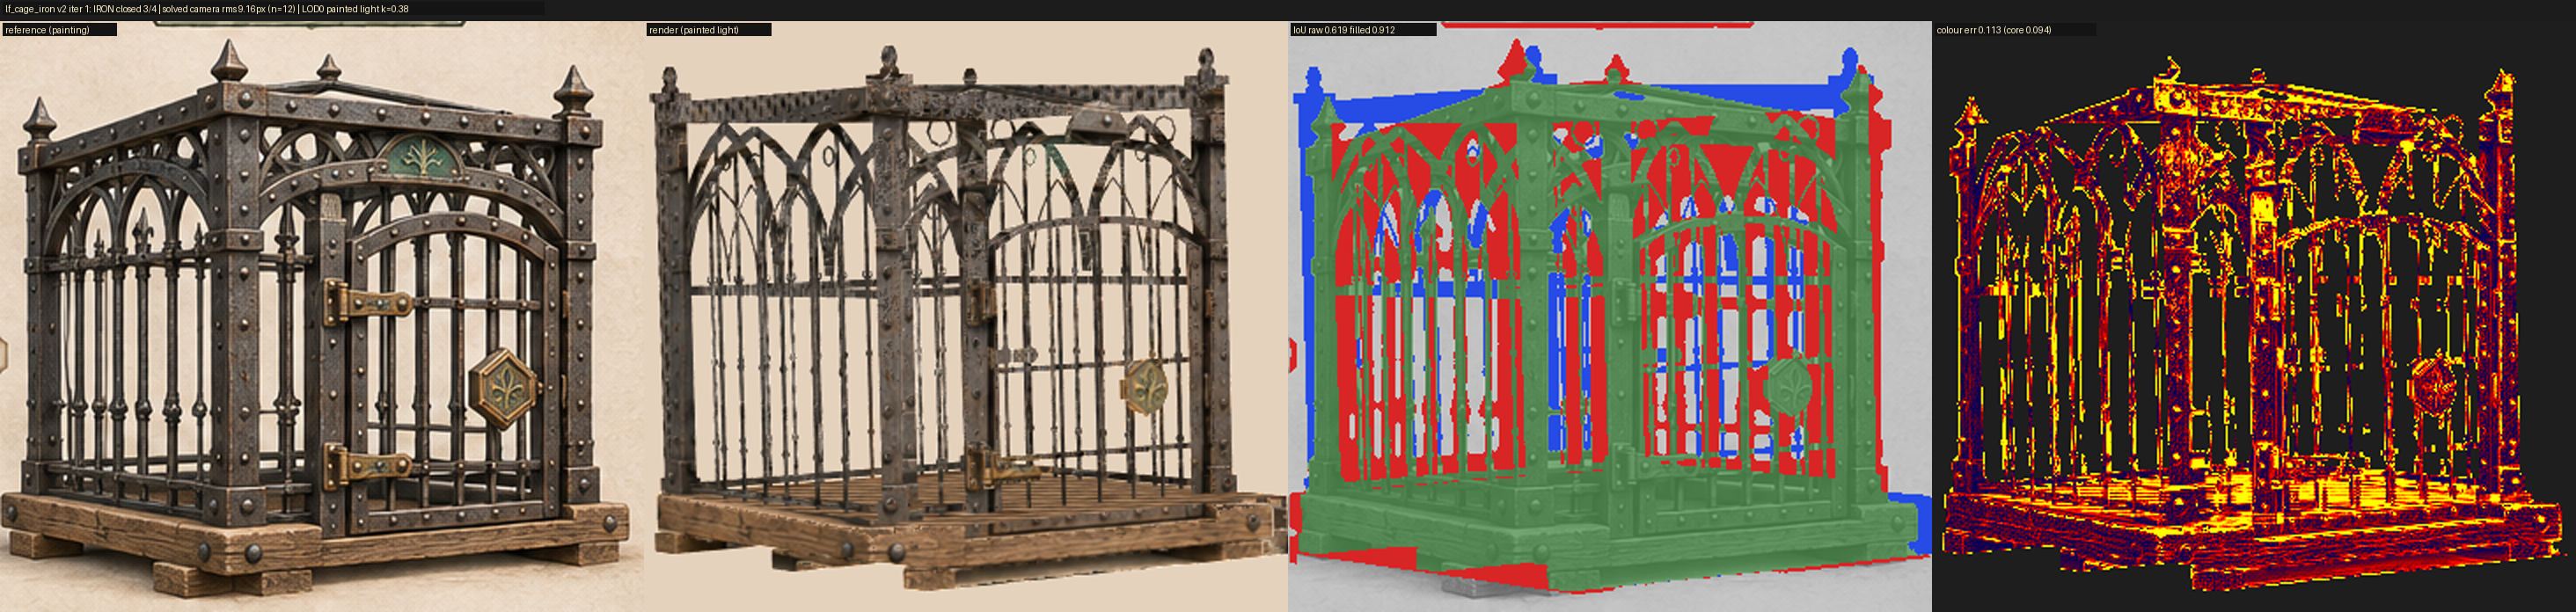 lf_cage_iron v2 iter 1: IRON closed 3/4 | solved camera rms 9.16px (n=12) | LOD0 painted light k=0.38
reference (painting)
render (painted light)
IoU raw 0.619 filled 0.912
colour err 0.113 (core 0.094)